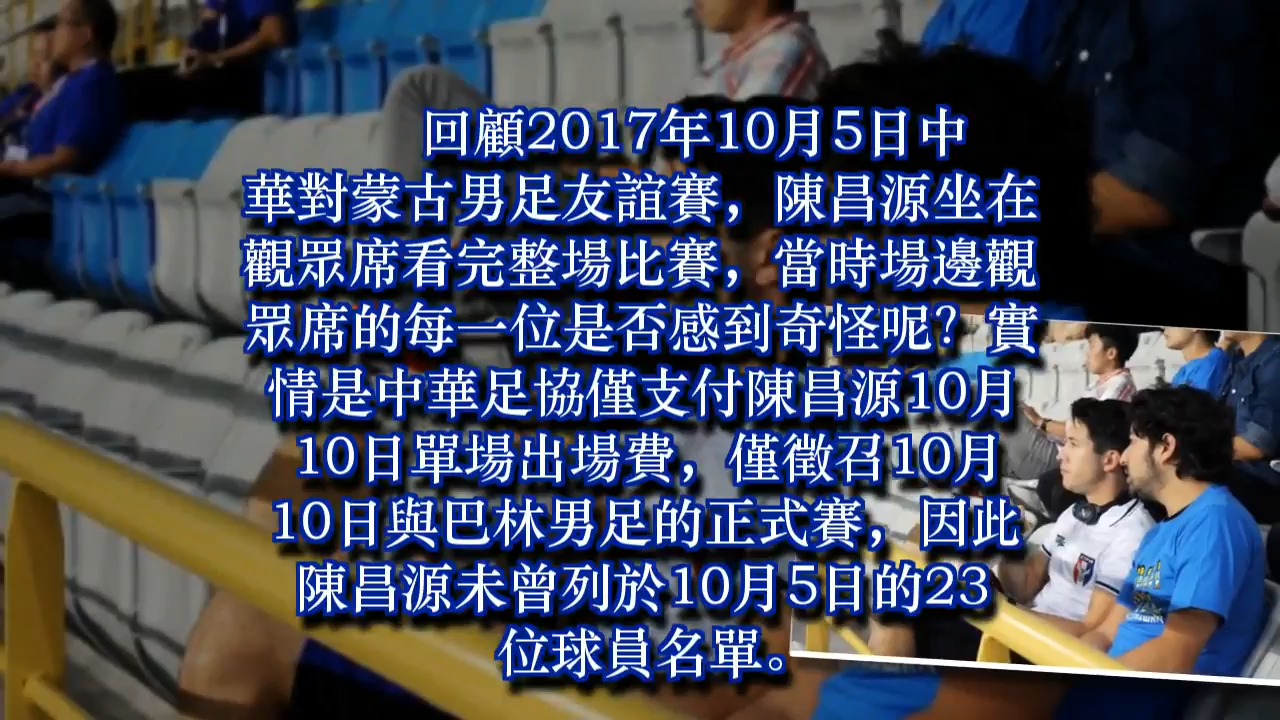 回顧2017年10月5日中
華對蒙古男足友誼賽，陳昌源坐在
觀眾席看完整場比賽，當時場邊觀
眾席的每一位是否感到奇怪呢？實
情是中華足協僅支付陳昌源10月
10日單場出場費，僅徵召10月
10日與巴林男足的正式賽，因此
陳昌源未曾列於10月5日的23
位球員名單。